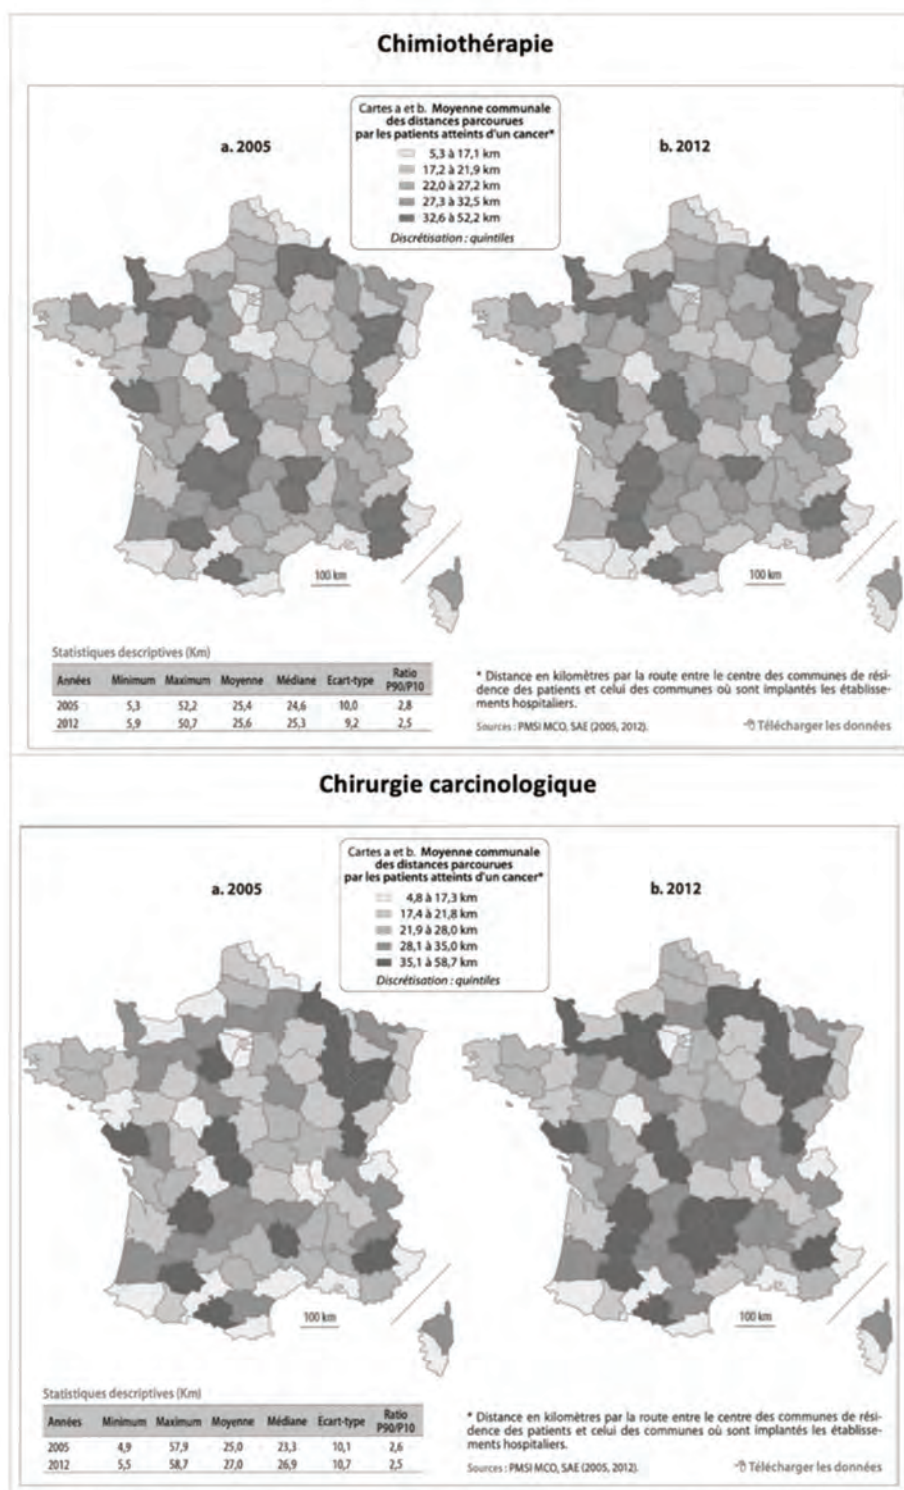 Chimiothérapie
Cartes a et b. Moyenne communale
des distances parcourues
par les patients atteints d'un cancer*
5,3 à 17,1 km
17,2 à 21,9 km
22,0 à 27,2 km
27,3 à 32,5 km
32,6 à 52,2 km
Discrétisation : quintiles
a. 2005
b. 2012
100 km
100 km
Statistiques descriptives (Km)
Années Minimum Maximum Moyenne Médiane Ecart-type Ratio P90/P10
2005 5,3 52,2 25,4 24,6 10,0 2,8
2012 5,9 50,7 25,6 25,3 9,2 2,5
* Distance en kilomètres par la route entre le centre des communes de rési-
dence des patients et celui des communes où sont implantés les établisse-
ments hospitaliers.
Sources : PMSI MCO, SAE (2005, 2012).
Télécharger les données
Chirurgie carcinologique
Cartes a et b. Moyenne communale
des distances parcourues
par les patients atteints d'un cancer*
4,8 à 17,3 km
17,4 à 21,8 km
21,9 à 28,0 km
28,1 à 35,0 km
35,1 à 58,7 km
Discrétisation : quintiles
a. 2005
b. 2012
100 km
100 km
Statistiques descriptives (Km)
Années Minimum Maximum Moyenne Médiane Ecart-type Ratio P90/P10
2005 4,9 57,9 25,0 23,3 10,1 2,6
2012 5,5 58,7 27,0 26,9 10,7 2,5
* Distance en kilomètres par la route entre le centre des communes de rési-
dence des patients et celui des communes où sont implantés les établisse-
ments hospitaliers.
Sources : PMSI MCO, SAE (2005, 2012).
Télécharger les données